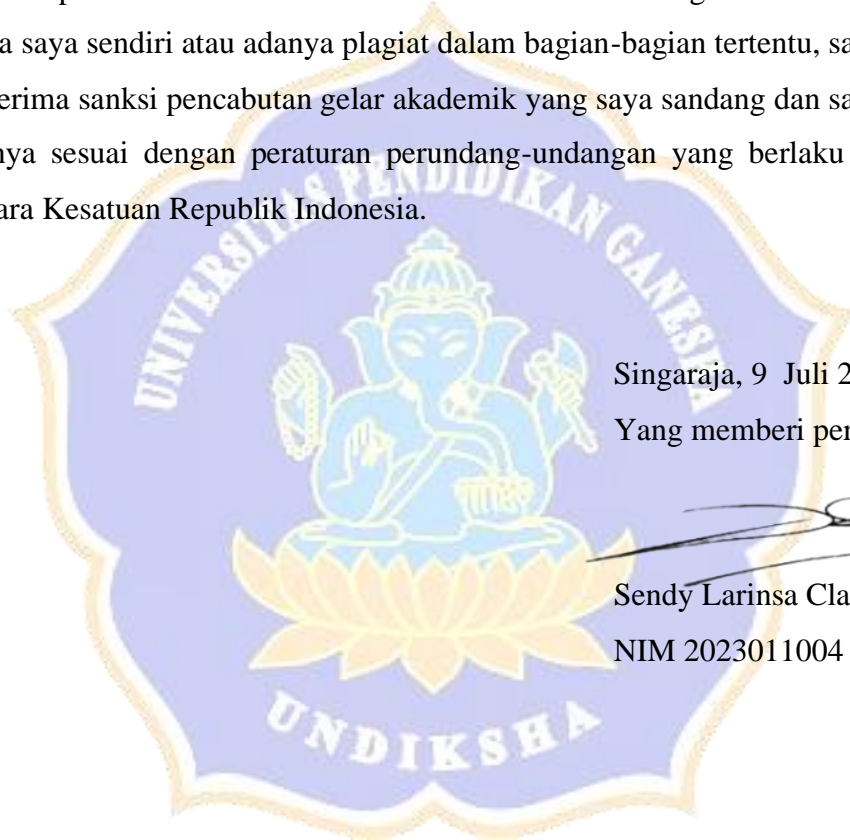 a saya sendiri atau adanya plagiat dalam bagian-bagian tertentu, sa
erima sanksi pencabutan gelar akademik yang saya sandang dan sa
nya sesuai dengan peraturan perundang-undangan yang berlaku
ara Kesatuan Republik Indonesia.
UNIVERSITAS PENDIDIKAN GANESHA
Singaraja, 9 Juli 2
Yang memberi per
Sendy Larinsa Cla
NIM 2023011004
UNDIKSHA